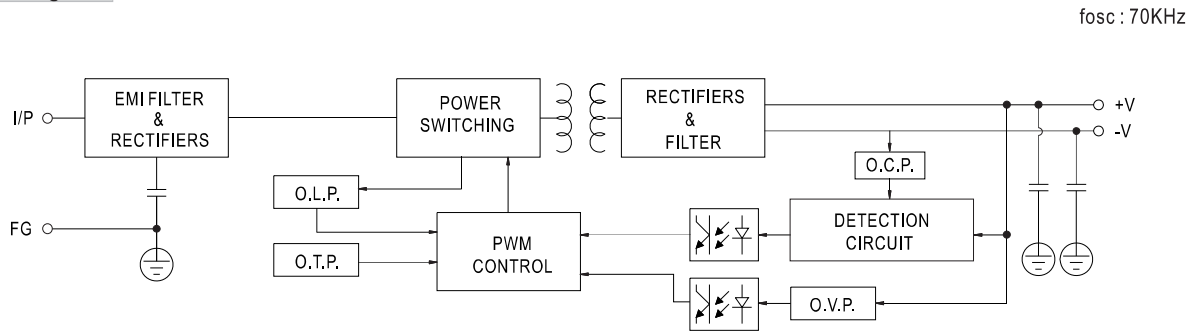 fosc : 70KHz
I/P
EMI FILTER
&
RECTIFIERS
POWER
SWITCHING
RECTIFIERS
&
FILTER
+V
-V
O.C.P.
O.L.P.
FG
DETECTION
CIRCUIT
PWM
CONTROL
O.T.P.
O.V.P.